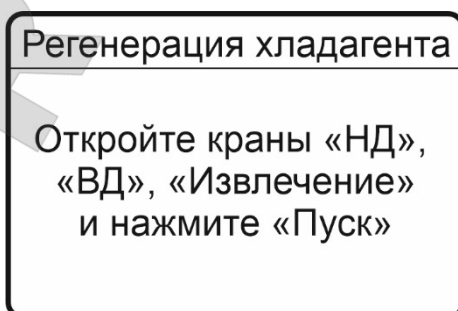 Регенерация хладагента
Откройте краны «НД»,
«ВД», «Извлечение»
и нажмите «Пуск»